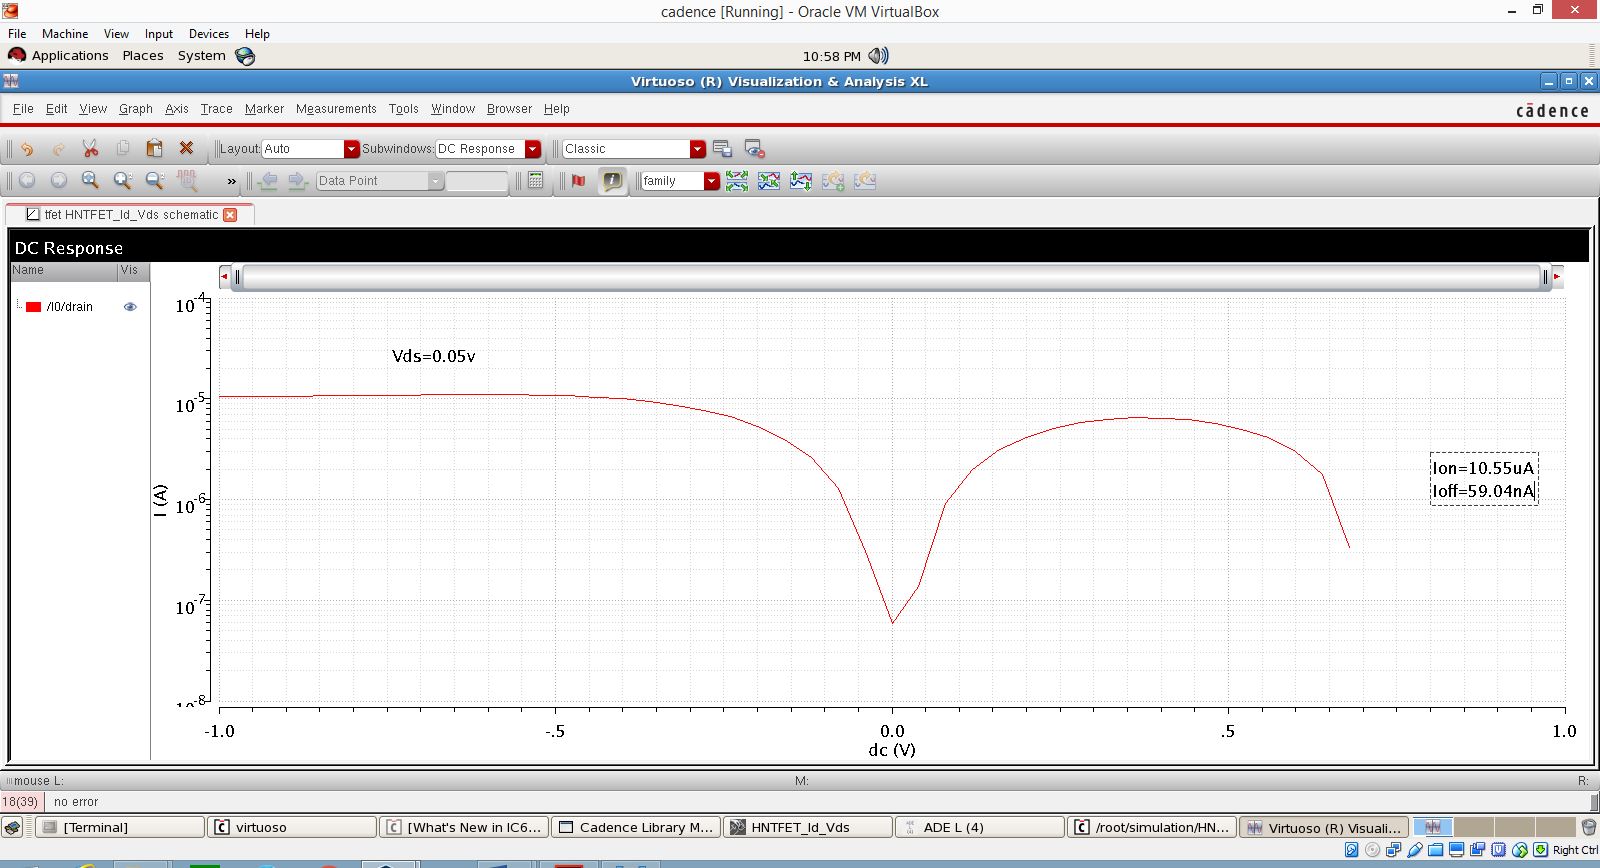 cadence [Running] - Oracle VM VirtualBox
File Machine View Input Devices Help
Applications Places System 10:58 PM
Virtuoso (R) Visualization & Analysis XL
File Edit View Graph Axis Trace Marker Measurements Tools Window Browser Help
cādence
Layout: Auto Subwindows: DC Response Classic
» Data Point family
tfet HNTFET_Id_Vds schematic
DC Response
Name Vis
/I0/drain
10-4
Vds=0.05v
10-5
Ion=10.55uA
Ioff=59.04nA
I (A)
10-6
10-7
10-8
-1.0 -.5 0.0 .5 1.0
dc (V)
mouse L: M: R:
18(39) no error
[Terminal] virtuoso [What's New in IC6... Cadence Library M... HNTFET_Id_Vds ADE L (4) /root/simulation/HN... Virtuoso (R) Visuali...
Right Ctrl